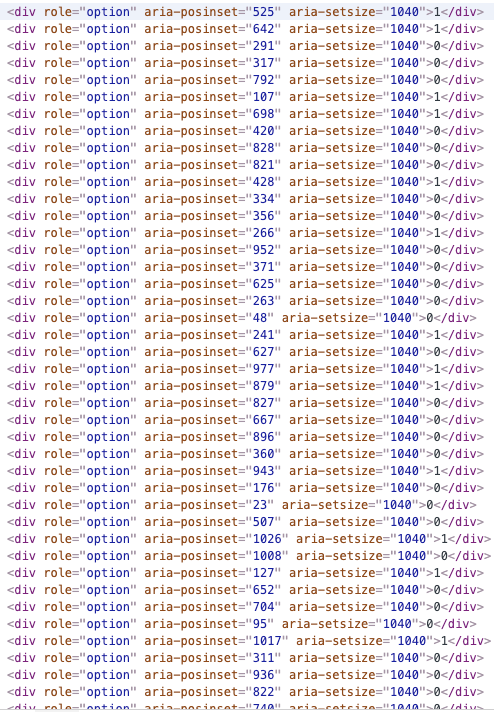 <div role="option" aria-posinset="525" aria-setsize="1040">1</div>
<div role="option" aria-posinset="642" aria-setsize="1040">1</div>
<div role="option" aria-posinset="291" aria-setsize="1040">0</div>
<div role="option" aria-posinset="317" aria-setsize="1040">0</div>
<div role="option" aria-posinset="792" aria-setsize="1040">0</div>
<div role="option" aria-posinset="107" aria-setsize="1040">1</div>
<div role="option" aria-posinset="698" aria-setsize="1040">1</div>
<div role="option" aria-posinset="420" aria-setsize="1040">0</div>
<div role="option" aria-posinset="828" aria-setsize="1040">0</div>
<div role="option" aria-posinset="821" aria-setsize="1040">0</div>
<div role="option" aria-posinset="428" aria-setsize="1040">1</div>
<div role="option" aria-posinset="334" aria-setsize="1040">0</div>
<div role="option" aria-posinset="356" aria-setsize="1040">0</div>
<div role="option" aria-posinset="266" aria-setsize="1040">1</div>
<div role="option" aria-posinset="952" aria-setsize="1040">0</div>
<div role="option" aria-posinset="371" aria-setsize="1040">0</div>
<div role="option" aria-posinset="625" aria-setsize="1040">0</div>
<div role="option" aria-posinset="263" aria-setsize="1040">0</div>
<div role="option" aria-posinset="48" aria-setsize="1040">0</div>
<div role="option" aria-posinset="241" aria-setsize="1040">1</div>
<div role="option" aria-posinset="627" aria-setsize="1040">0</div>
<div role="option" aria-posinset="977" aria-setsize="1040">1</div>
<div role="option" aria-posinset="879" aria-setsize="1040">1</div>
<div role="option" aria-posinset="827" aria-setsize="1040">0</div>
<div role="option" aria-posinset="667" aria-setsize="1040">0</div>
<div role="option" aria-posinset="896" aria-setsize="1040">0</div>
<div role="option" aria-posinset="360" aria-setsize="1040">0</div>
<div role="option" aria-posinset="943" aria-setsize="1040">1</div>
<div role="option" aria-posinset="176" aria-setsize="1040">0</div>
<div role="option" aria-posinset="23" aria-setsize="1040">0</div>
<div role="option" aria-posinset="507" aria-setsize="1040">0</div>
<div role="option" aria-posinset="1026" aria-setsize="1040">1</div>
<div role="option" aria-posinset="1008" aria-setsize="1040">0</div>
<div role="option" aria-posinset="127" aria-setsize="1040">1</div>
<div role="option" aria-posinset="652" aria-setsize="1040">0</div>
<div role="option" aria-posinset="704" aria-setsize="1040">0</div>
<div role="option" aria-posinset="95" aria-setsize="1040">0</div>
<div role="option" aria-posinset="1017" aria-setsize="1040">1</div>
<div role="option" aria-posinset="311" aria-setsize="1040">0</div>
<div role="option" aria-posinset="936" aria-setsize="1040">0</div>
<div role="option" aria-posinset="822" aria-setsize="1040">0</div>
<div role="option" aria-posinset="740" aria-setsize="1040">0</div>